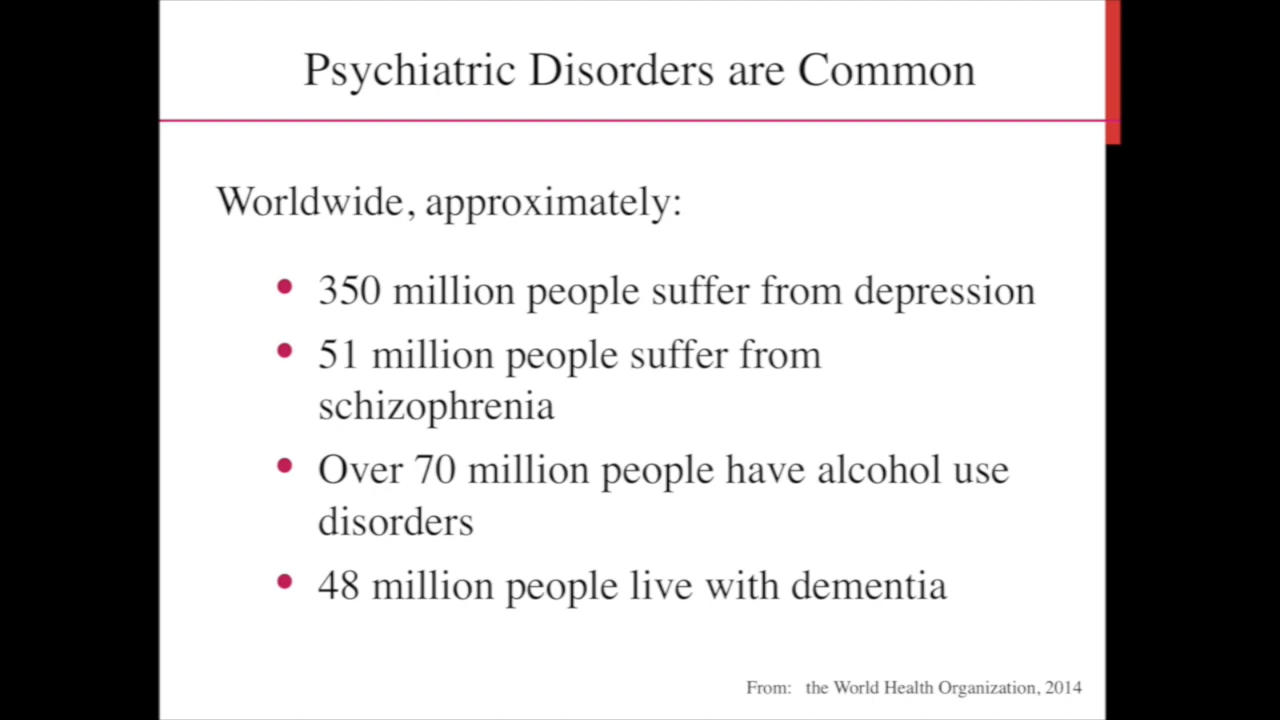 Psychiatric Disorders are Common
Worldwide, approximately:
• 350 million people suffer from depression
• 51 million people suffer from
schizophrenia
• Over 70 million people have alcohol use
disorders
• 48 million people live with dementia
From: the World Health Organization, 2014